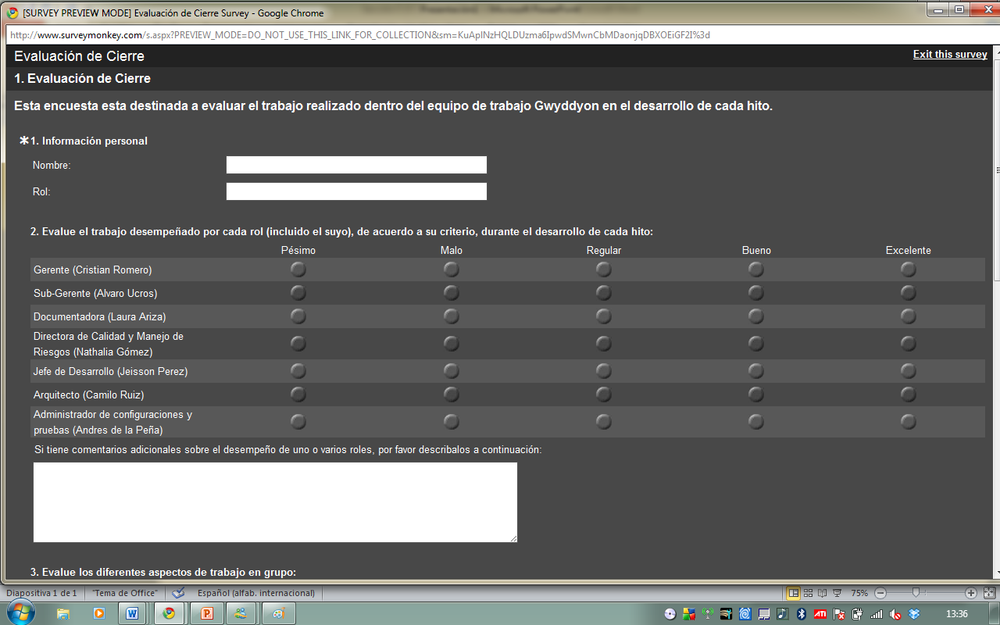 [SURVEY PREVIEW MODE] Evaluación de Cierre Survey - Google Chrome
http://www.surveymonkey.com/s.aspx?PREVIEW_MODE=DO_NOT_USE_THIS_LINK_FOR_COLLECTION&sm=KuAplNzHQLDUzma6IpwdSMwnCbMDaonjqDBXOEiGF2I%3d
Evaluación de Cierre
Exit this survey
1. Evaluación de Cierre
Esta encuesta esta destinada a evaluar el trabajo realizado dentro del equipo de trabajo Gwyddyon en el desarrollo de cada hito.
*1. Información personal
Nombre:
Rol:
2. Evalue el trabajo desempeñado por cada rol (incluido el suyo), de acuerdo a su criterio, durante el desarrollo de cada hito:
Pésimo Malo Regular Bueno Excelente
Gerente (Cristian Romero)
Sub-Gerente (Alvaro Ucros)
Documentadora (Laura Ariza)
Directora de Calidad y Manejo de
Riesgos (Nathalia Gómez)
Jefe de Desarrollo (Jeisson Perez)
Arquitecto (Camilo Ruiz)
Administrador de configuraciones y
pruebas (Andres de la Peña)
Si tiene comentarios adicionales sobre el desempeño de uno o varios roles, por favor describalos a continuación:
3. Evalue los diferentes aspectos de trabajo en grupo:
Diapositiva 1 de 1 "Tema de Office" Español (alfab. internacional) 75%
ATI 13:36